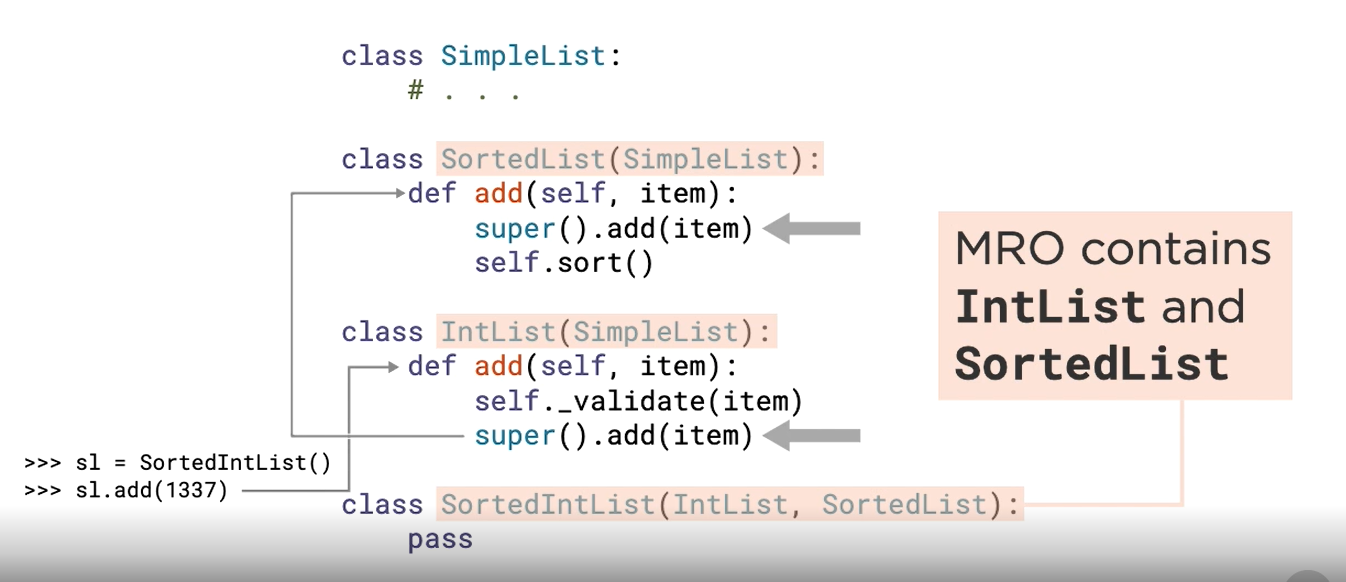 class SimpleList:
# . . .
class SortedList(SimpleList):
def add(self, item):
super().add(item)
self.sort()
class IntList(SimpleList):
def add(self, item):
self._validate(item)
super().add(item)
>>> sl = SortedIntList()
>>> sl.add(1337)
class SortedIntList(IntList, SortedList):
pass
MRO contains
IntList and
SortedList